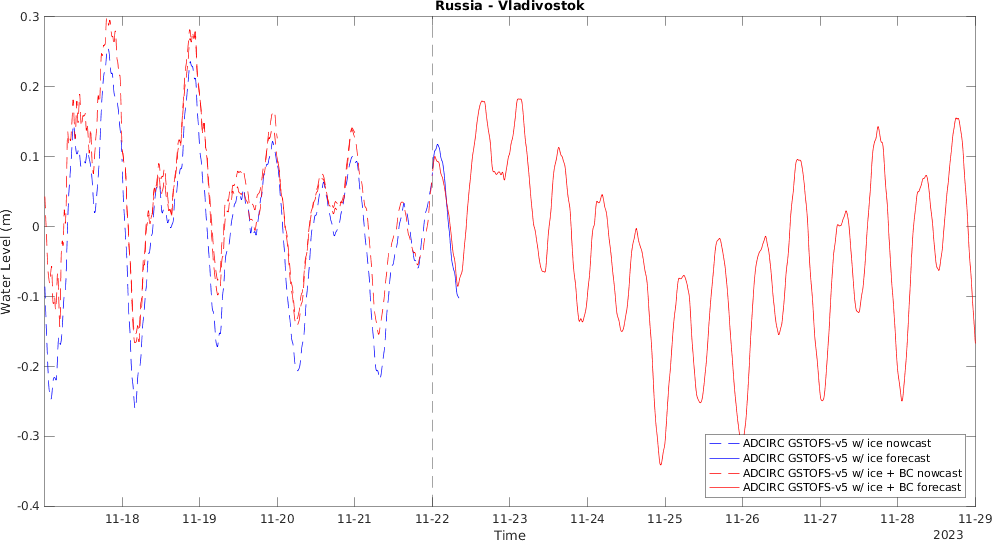 Russia - Vladivostok
0.3
0.2
0.1
0
-0.1
-0.2
-0.3
-0.4
Water Level (m)
ADCIRC GSTOFS-v5 w/ ice nowcast
ADCIRC GSTOFS-v5 w/ ice forecast
ADCIRC GSTOFS-v5 w/ ice + BC nowcast
ADCIRC GSTOFS-v5 w/ ice + BC forecast
11-18 11-19 11-20 11-21 11-22 11-23 11-24 11-25 11-26 11-27 11-28 11-29
Time
2023